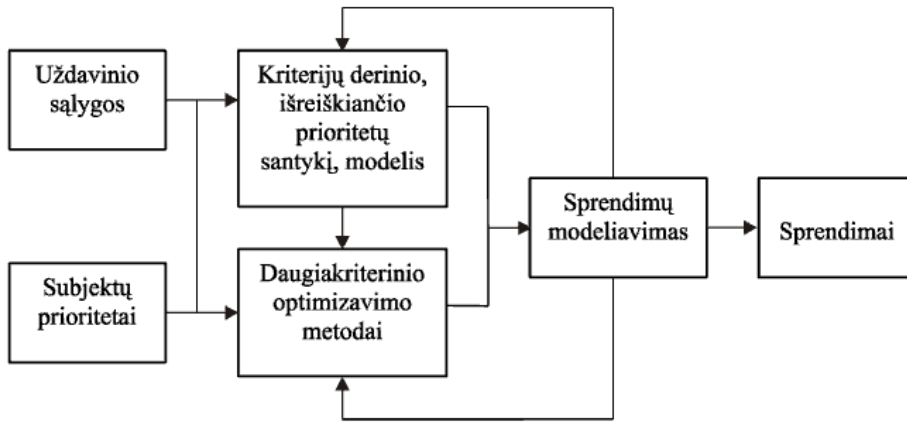 Uždavinio
sąlygos
Kriterijų derinio,
išreiškiančio
prioritetų
santykį, modelis
Subjektų
prioritetai
Daugiakriterinio
optimizavimo
metodai
Sprendimų
modeliavimas
Sprendimai